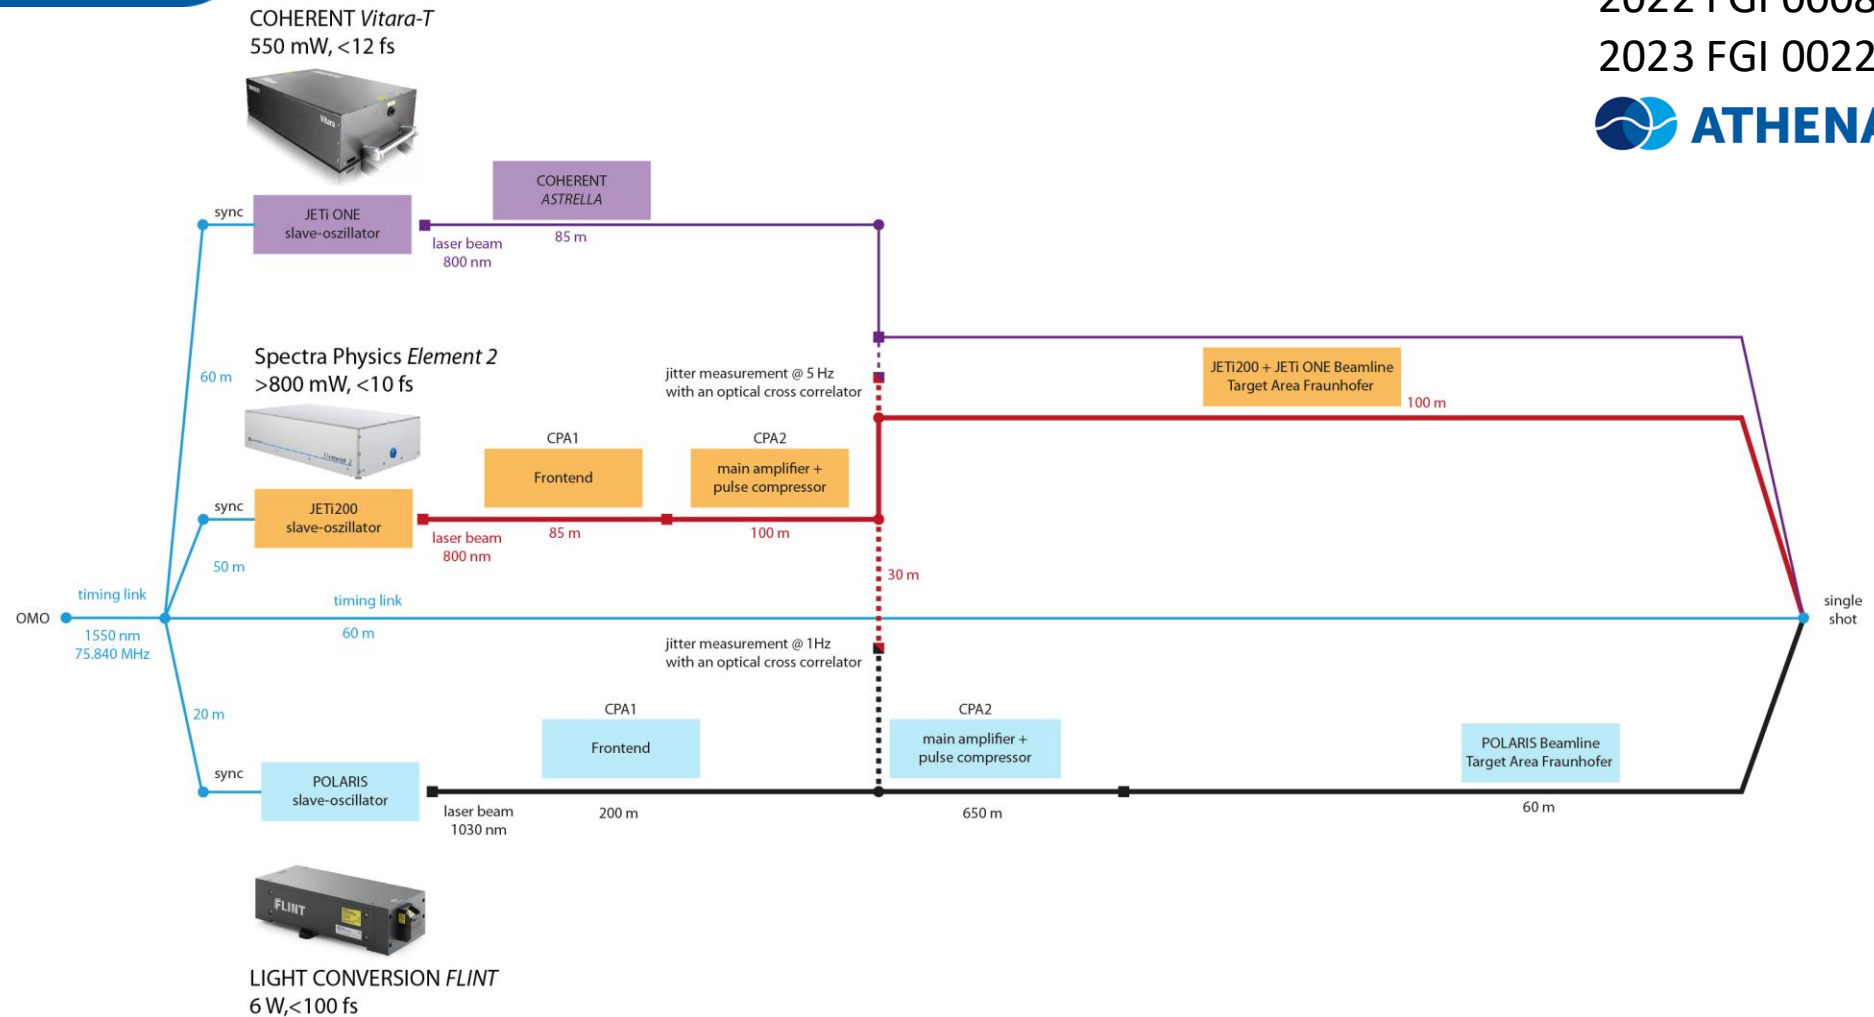 COHERENT Vitara-T
550 mW, <12 fs
2023 FGI 0022
ATHENA
Vitara
COHERENT
ASTRELLA
sync
JETi ONE
slave-oszillator
laser beam
800 nm
85 m
60 m
Spectra Physics Element 2
>800 mW, <10 fs
jitter measurement @ 5 Hz
with an optical cross correlator
JETi200 + JETi ONE Beamline
Target Area Fraunhofer
100 m
Element 2
CPA1
Frontend
CPA2
main amplifier +
pulse compressor
sync
JETi200
slave-oszillator
laser beam
800 nm
85 m
100 m
50 m
30 m
timing link
OMO
1550 nm
75.840 MHz
timing link
60 m
single
shot
jitter measurement @ 1Hz
with an optical cross correlator
20 m
CPA1
Frontend
CPA2
main amplifier +
pulse compressor
POLARIS Beamline
Target Area Fraunhofer
sync
POLARIS
slave-oscillator
laser beam
1030 nm
200 m
650 m
60 m
FLINT
LIGHT CONVERSION FLINT
6 W,<100 fs